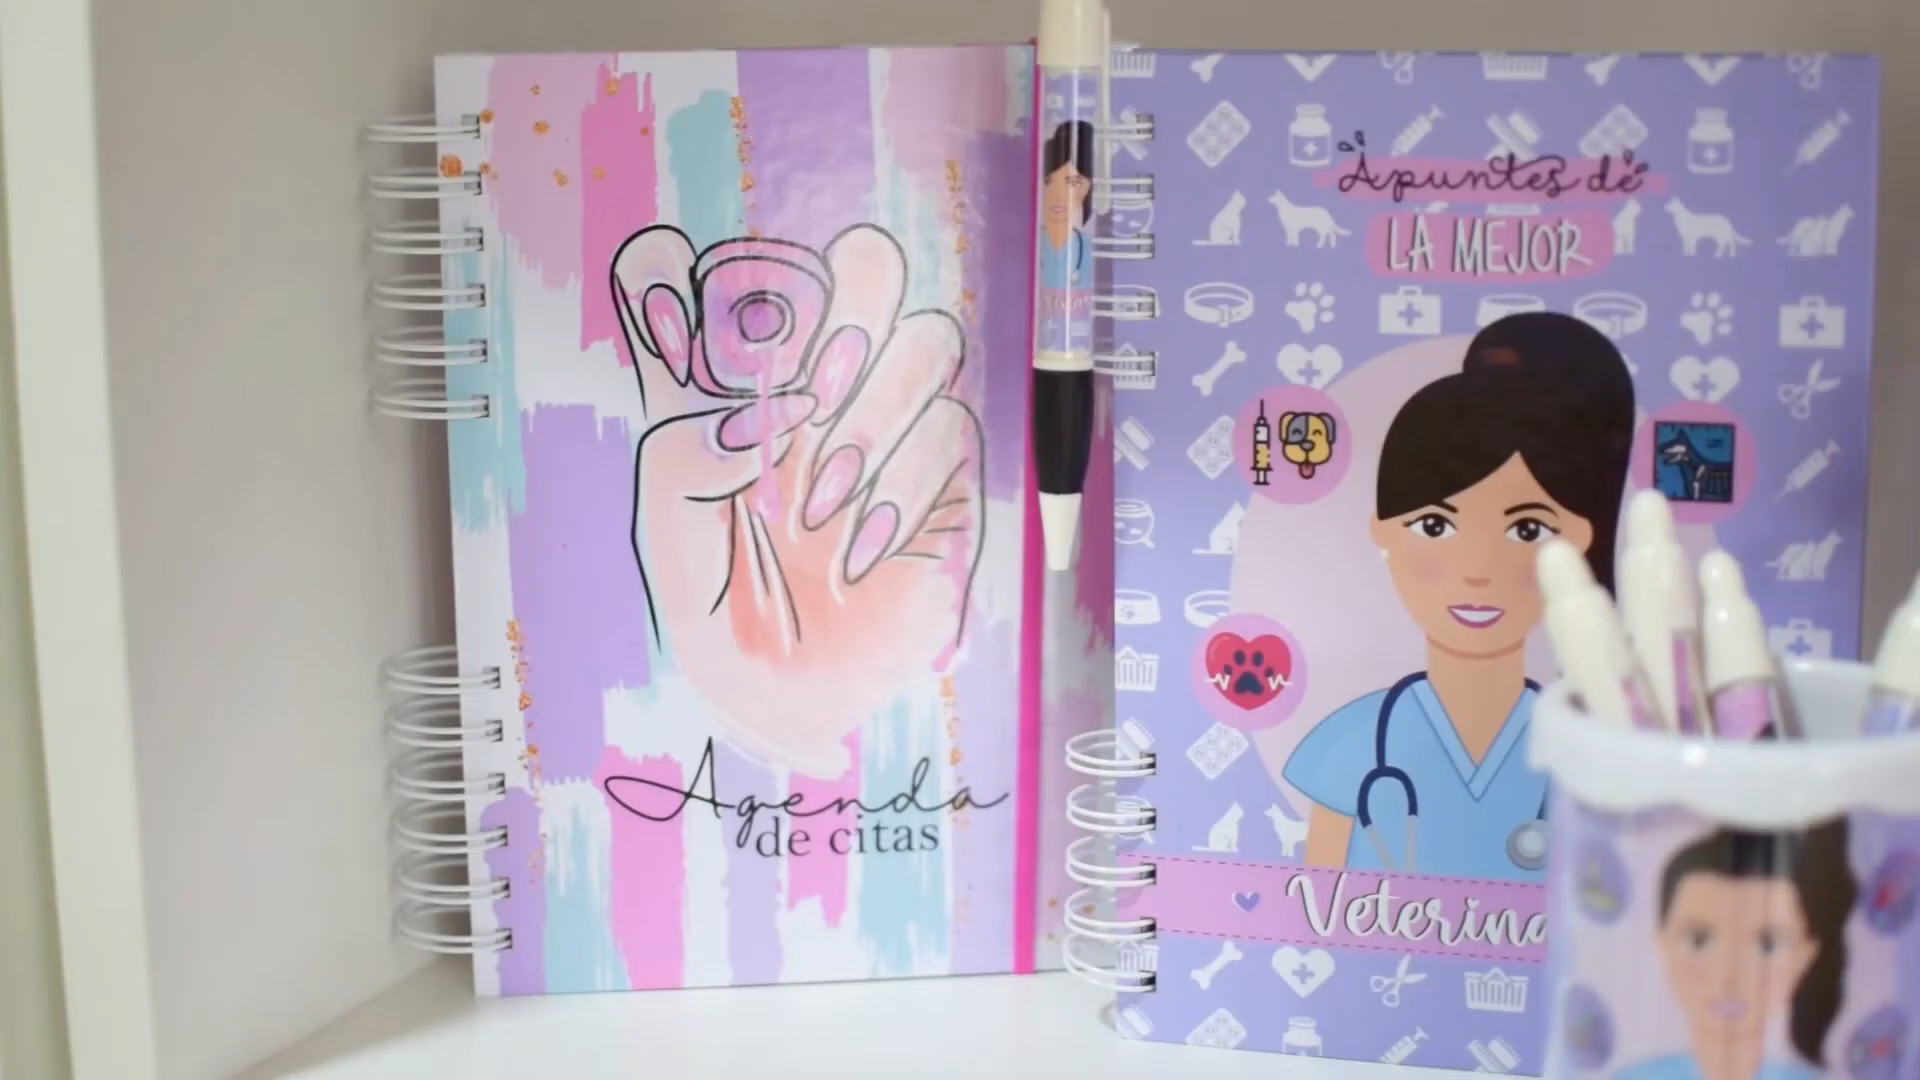 Agenda
de citas
Apuntes de
LA MEJOR
Veterina